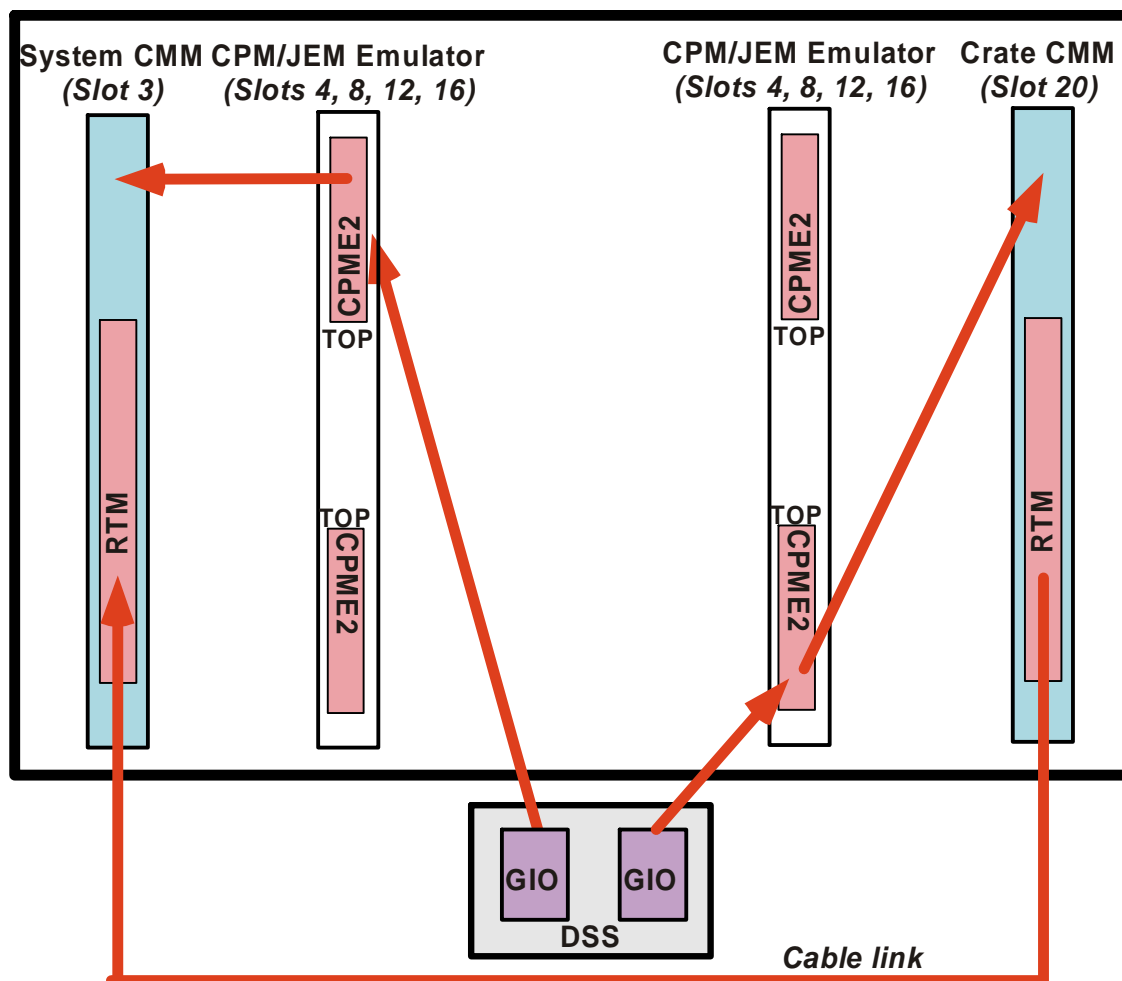 System CMM CPM/JEM Emulator
(Slot 3) (Slots 4, 8, 12, 16)
CPM/JEM Emulator
(Slots 4, 8, 12, 16)
Crate CMM
(Slot 20)
CPME2
TOP
CPME2
TOP
RTM
TOP
CPME2
TOP
CPME2
RTM
GIO
GIO
DSS
Cable link